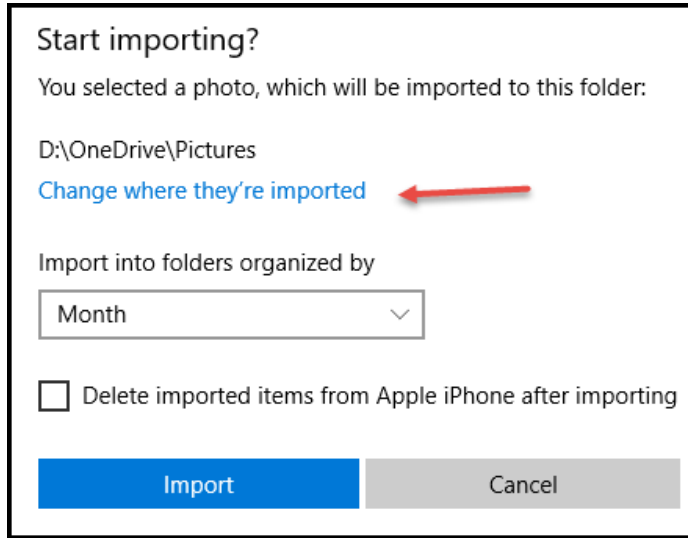 Start importing?
You selected a photo, which will be imported to this folder:
D:\OneDrive\Pictures
Change where they're imported
Import into folders organized by
Month
Delete imported items from Apple iPhone after importing
Import
Cancel